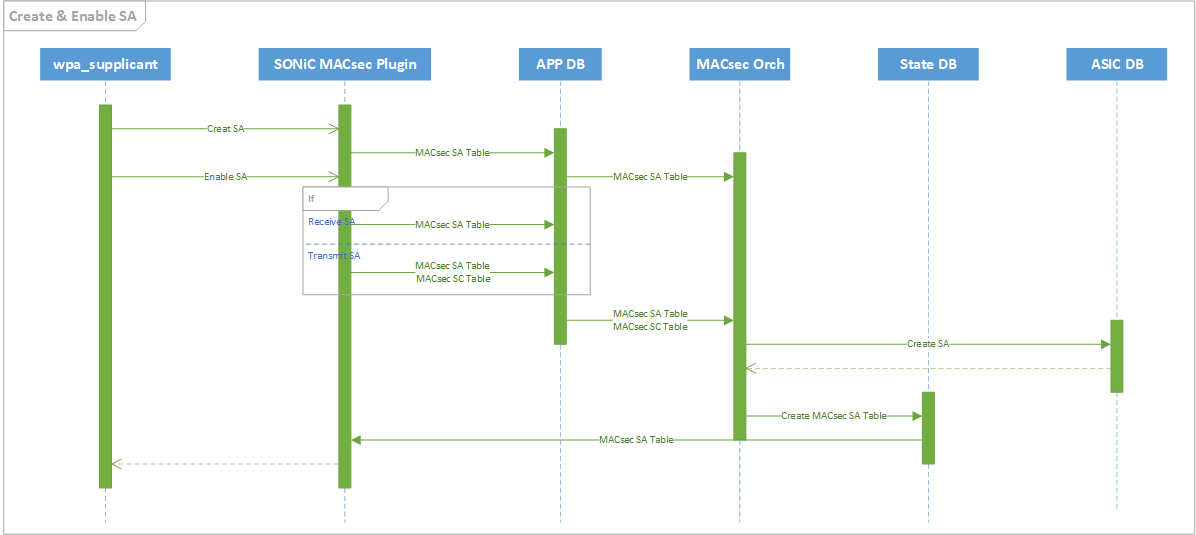 Create & Enable SA
wpa_supplicant
SONiC MACsec Plugin
APP DB
MACsec Orch
State DB
ASIC DB
Creat SA
MACsec SA Table
Enable SA
MACsec SA Table
If
Receive SA
MACsec SA Table
Transmit SA
MACsec SA Table
MACsec SC Table
MACsec SA Table
MACsec SC Table
Create SA
Create MACsec SA Table
MACsec SA Table